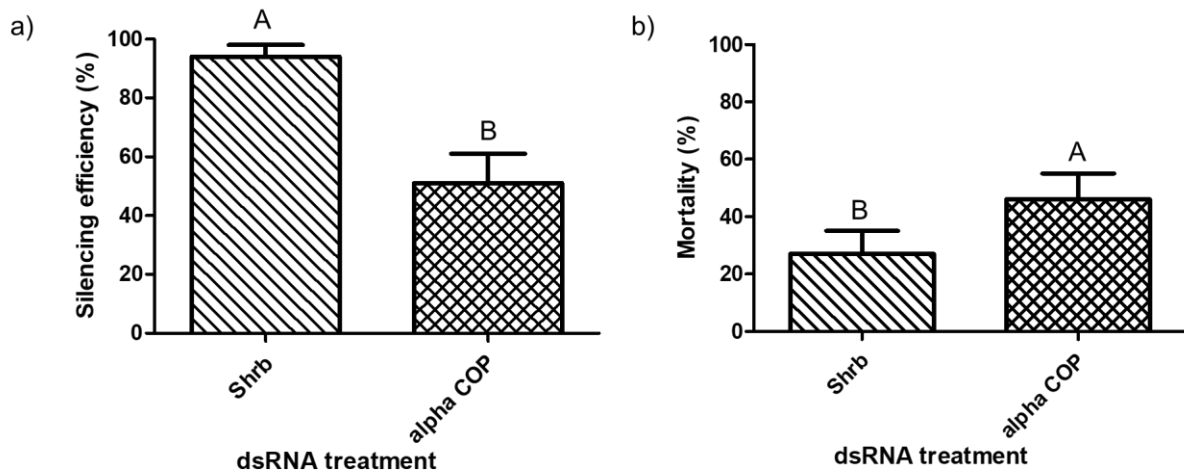 a)
Silencing efficiency (%)
100
80
60
40
20
0
A
B
Shrb
alpha COP
dsRNA treatment
b)
Mortality (%)
100
80
60
40
20
0
B
A
Shrb
alpha COP
dsRNA treatment